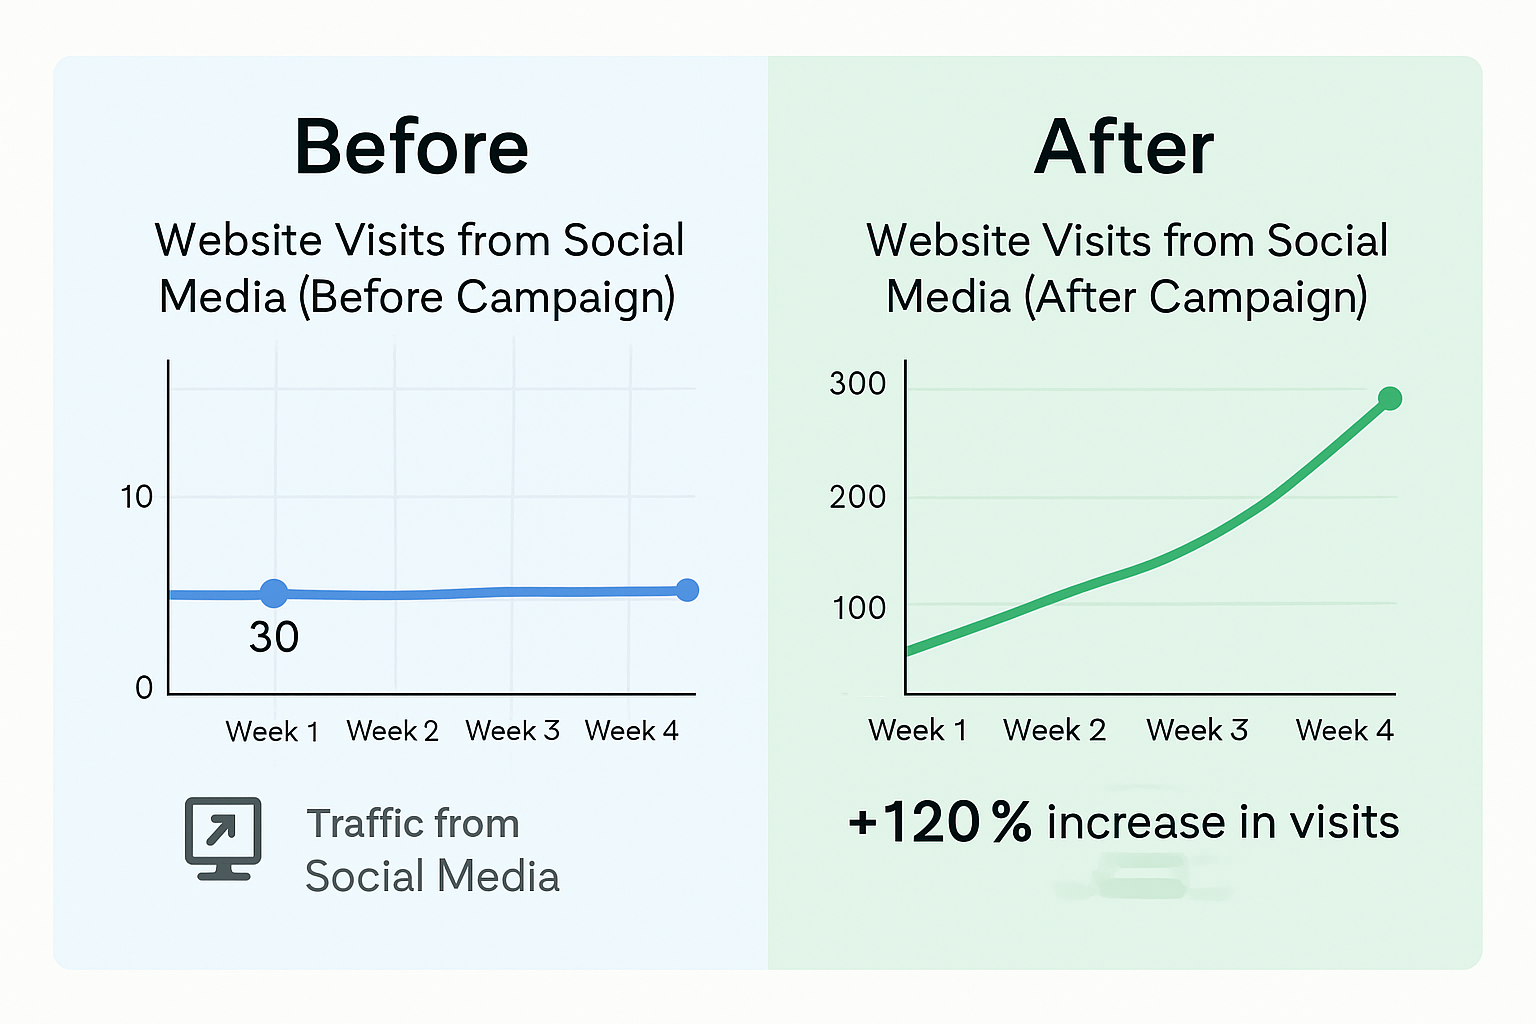 Before
Website Visits from Social
Media (Before Campaign)
10
30
0
Week 1 Week 2 Week 3 Week 4
Traffic from
Social Media
After
Website Visits from Social
Media (After Campaign)
300
200
100
Week 1 Week 2 Week 3 Week 4
+120 % increase in visits